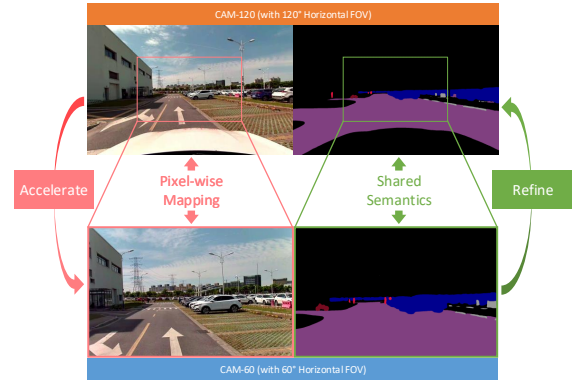 CAM-120 (with 120° Horizontal FOV)
Accelerate
Pixel-wise
Mapping
Shared
Semantics
Refine
CAM-60 (with 60° Horizontal FOV)